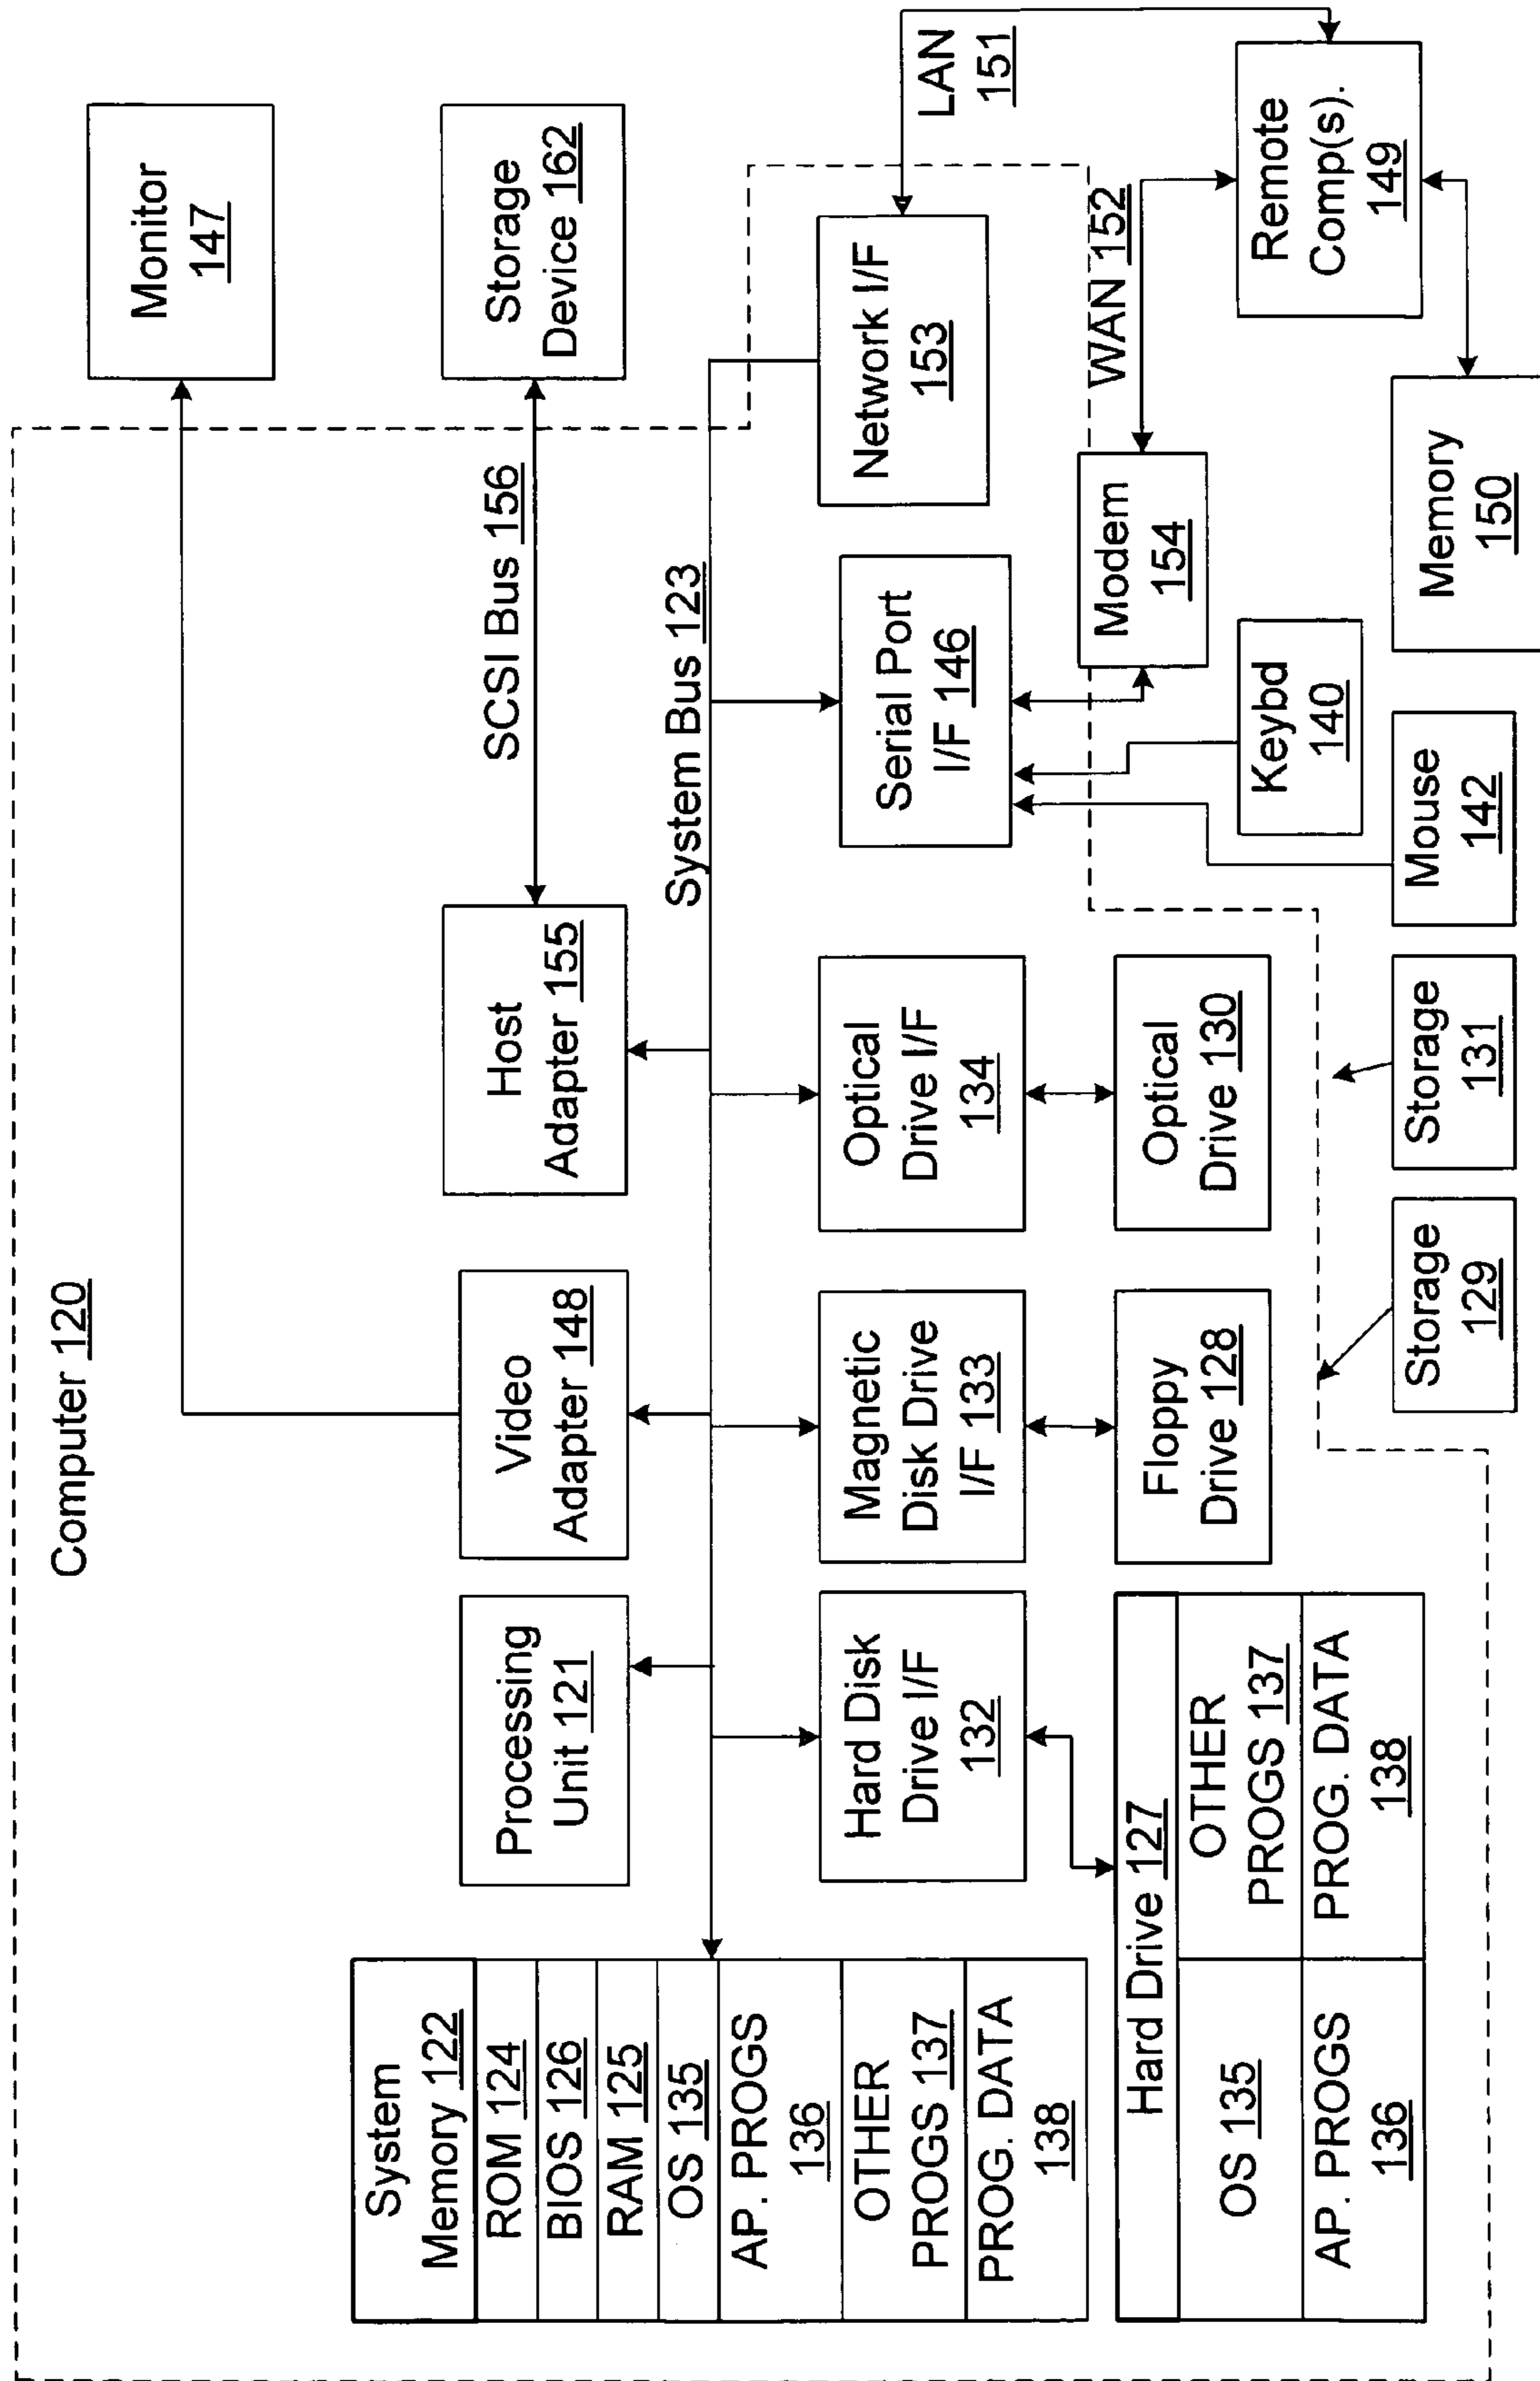 Computer 120
Monitor
147
System
Memory 122
ROM 124
BIOS 126
RAM 125
OS 135
AP. PROGS
136
OTHER
PROGS 137
PROG. DATA
138
Processing
Unit 121
Video
Adapter 148
Host
Adapter 155
SCSI Bus 156
Storage
Device 162
System Bus 123
Hard Disk
Drive I/F
132
Magnetic
Disk Drive
I/F 133
Optical
Drive I/F
134
Serial Port
I/F 146
Network I/F
153
LAN
151
Hard Drive 127
OS 135
OTHER
PROGS 137
AP. PROGS
136
PROG. DATA
138
Floppy
Drive 128
Optical
Drive 130
Modem
154
WAN 152
Keybd
140
Remote
Comp(s).
149
Storage
129
Storage
131
Mouse
142
Memory
150